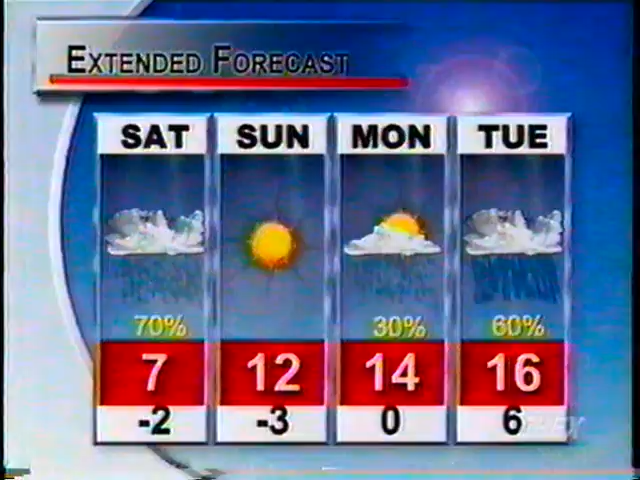 EXTENDED FORECAST
SAT SUN MON TUE
70% 30% 60%
7 12 14 16
-2 -3 0 6